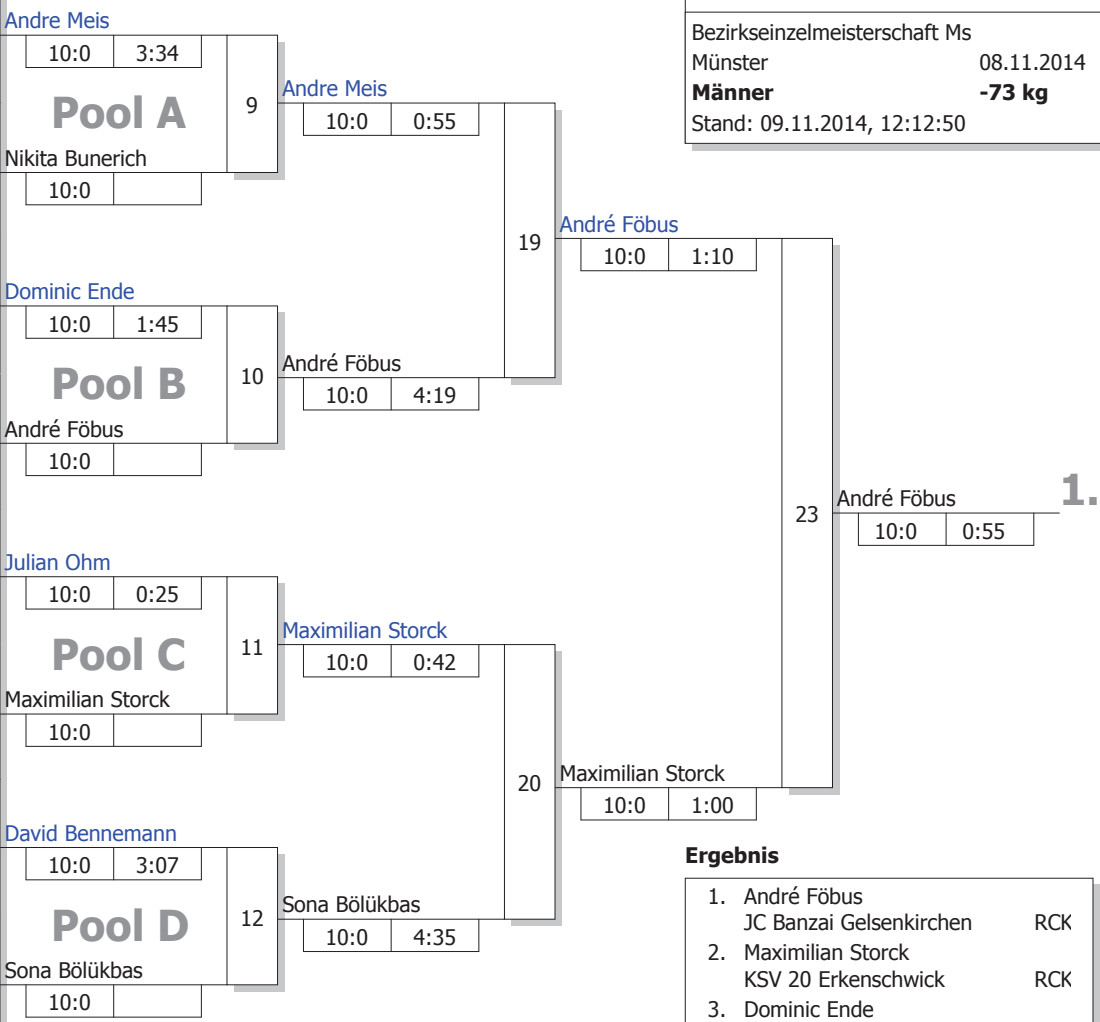 Andre Meis
10:0 3:34
Pool A
9
Nikita Bunerich
10:0
Dominic Ende
10:0 1:45
Pool B
10
André Föbus
10:0
Julian Ohm
10:0 0:25
Pool C
11
Maximilian Storck
10:0
David Bennemann
10:0 3:07
Pool D
12
Sona Bölükbas
10:0
Andre Meis
10:0 0:55
19
André Föbus
10:0 4:19
Maximilian Storck
10:0 0:42
20
Sona Bölükbas
10:0 4:35
André Föbus
10:0 1:10
23
Maximilian Storck
10:0 1:00
André Föbus
10:0 0:55
1.
Bezirkseinzelmeisterschaft Ms
Münster 08.11.2014
Männer -73 kg
Stand: 09.11.2014, 12:12:50
Ergebnis
1. André Föbus
JC Banzai Gelsenkirchen RCK
2. Maximilian Storck
KSV 20 Erkenschwick RCK
3. Dominic Ende